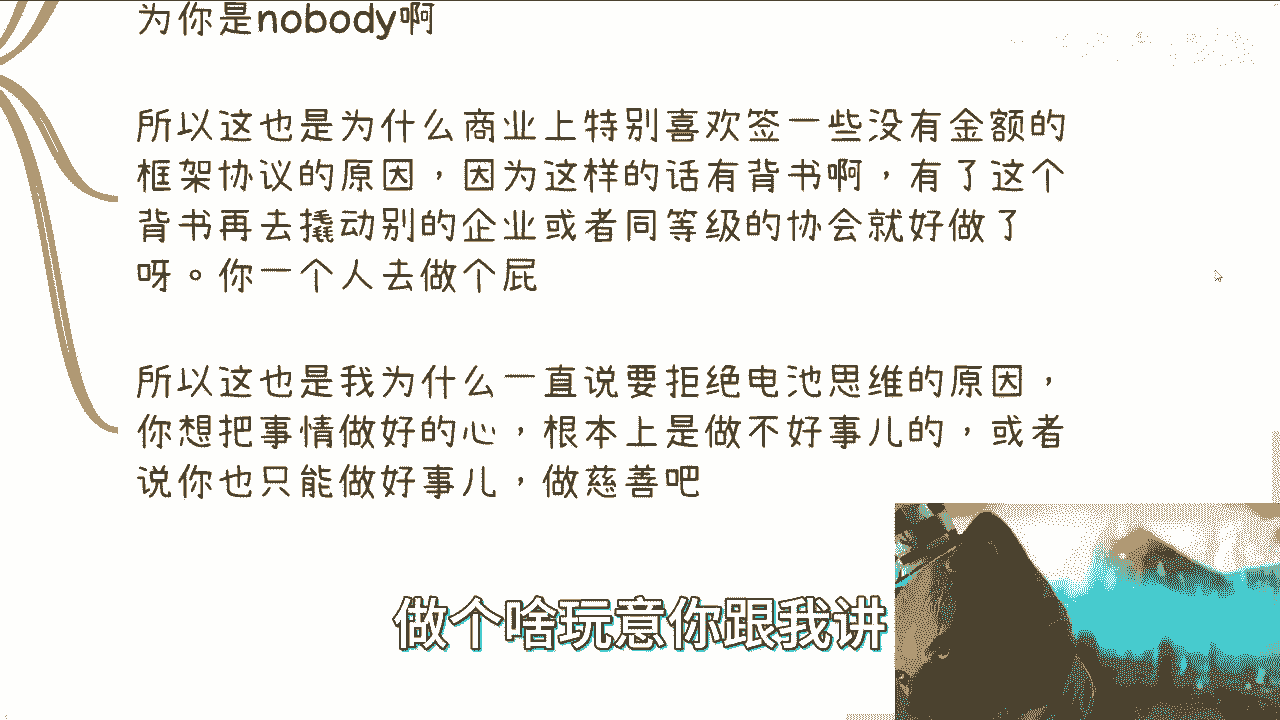 为你是nobody啊
所以这也是为什么商业上特别喜欢签一些没有金额的
框架协议的原因，因为这样的话有背书啊，有了这个
背书再去撬动别的企业或者同等级的协会就好做了
呀。你一个人去做个屁
所以这也是我为什么一直说要拒绝电池思维的原因，
你想把事情做好的心，根本上是做不好事儿的，或者
说你也只能做好事儿，做慈善吧
做个啥玩意你跟我讲